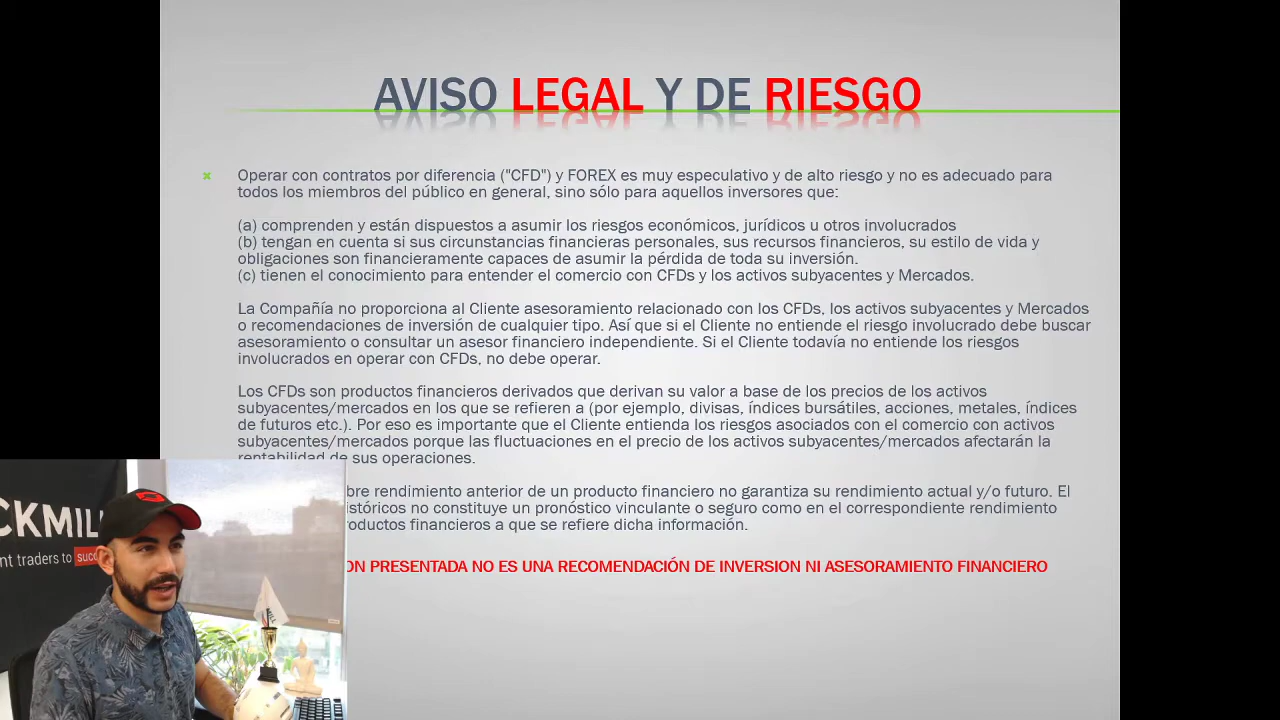 AVISO LEGAL Y DE RIESGO
Operar con contratos por diferencia ("CFD") y FOREX es muy especulativo y de alto riesgo y no es adecuado para
todos los miembros del público en general, sino sólo para aquellos inversores que:
(a) comprenden y están dispuestos a asumir los riesgos económicos, jurídicos u otros involucrados
(b) tengan en cuenta si sus circunstancias financieras personales, sus recursos financieros, su estilo de vida y
obligaciones son financieramente capaces de asumir la pérdida de toda su inversión.
(c) tienen el conocimiento para entender el comercio con CFDs y los activos subyacentes y Mercados.
La Compañía no proporciona al Cliente asesoramiento relacionado con los CFDs, los activos subyacentes y Mercados
o recomendaciones de inversión de cualquier tipo. Así que si el Cliente no entiende el riesgo involucrado debe buscar
asesoramiento o consultar un asesor financiero independiente. Si el Cliente todavía no entiende los riesgos
involucrados en operar con CFDs, no debe operar.
Los CFDs son productos financieros derivados que derivan su valor a base de los precios de los activos
subyacentes/mercados en los que se refieren a (por ejemplo, divisas, índices bursátiles, acciones, metales, índices
de futuros etc.). Por eso es importante que el Cliente entienda los riesgos asociados con el comercio con activos
subyacentes/mercados porque las fluctuaciones en el precio de los activos subyacentes/mercados afectarán la
rentabilidad de sus operaciones.
bre rendimiento anterior de un producto financiero no garantiza su rendimiento actual y/o futuro. El
istóricos no constituye un pronóstico vinculante o seguro como en el correspondiente rendimiento
roductos financieros a que se refiere dicha información.
ON PRESENTADA NO ES UNA RECOMENDACIÓN DE INVERSION NI ASESORAMIENTO FINANCIERO
CKMIL
nt traders to succ